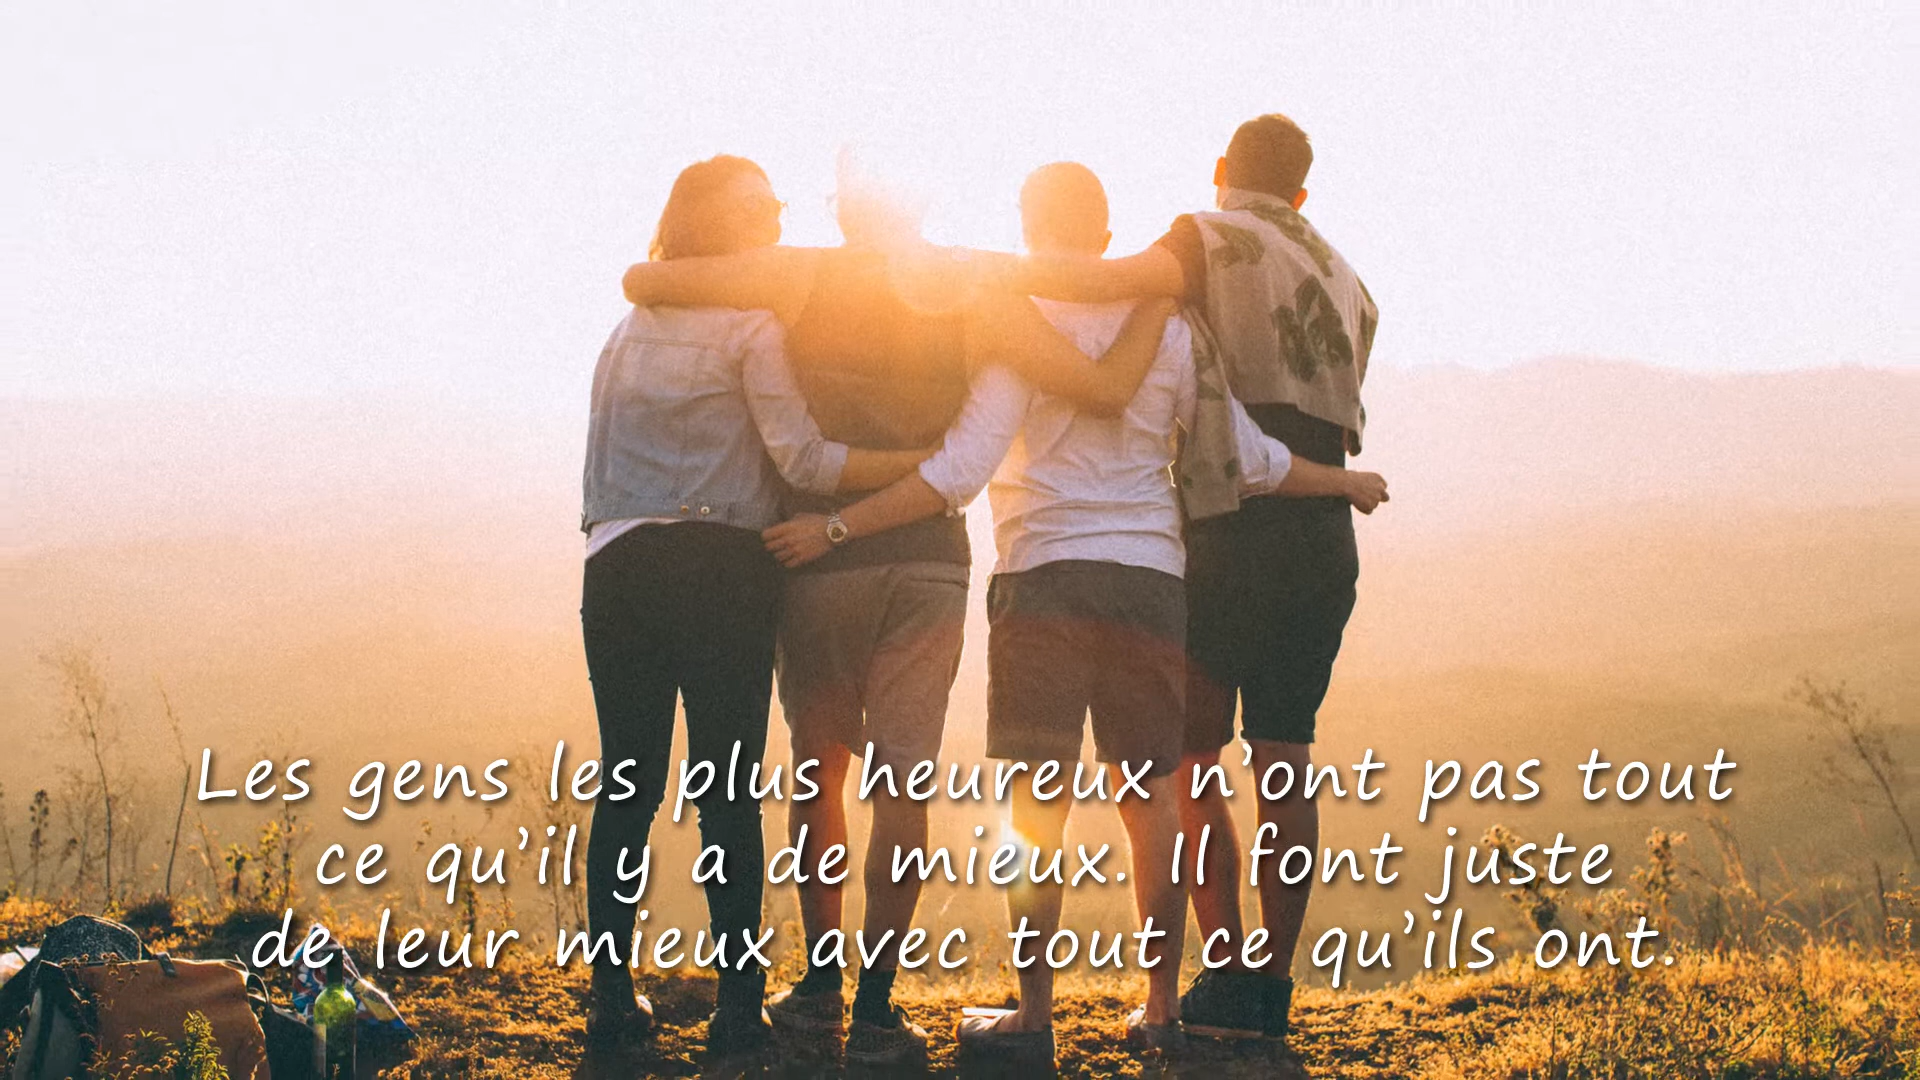 Les gens les plus heureux n’ont pas tout
ce qu’il y a de mieux. Il font juste
de leur mieux avec tout ce qu’ils ont.